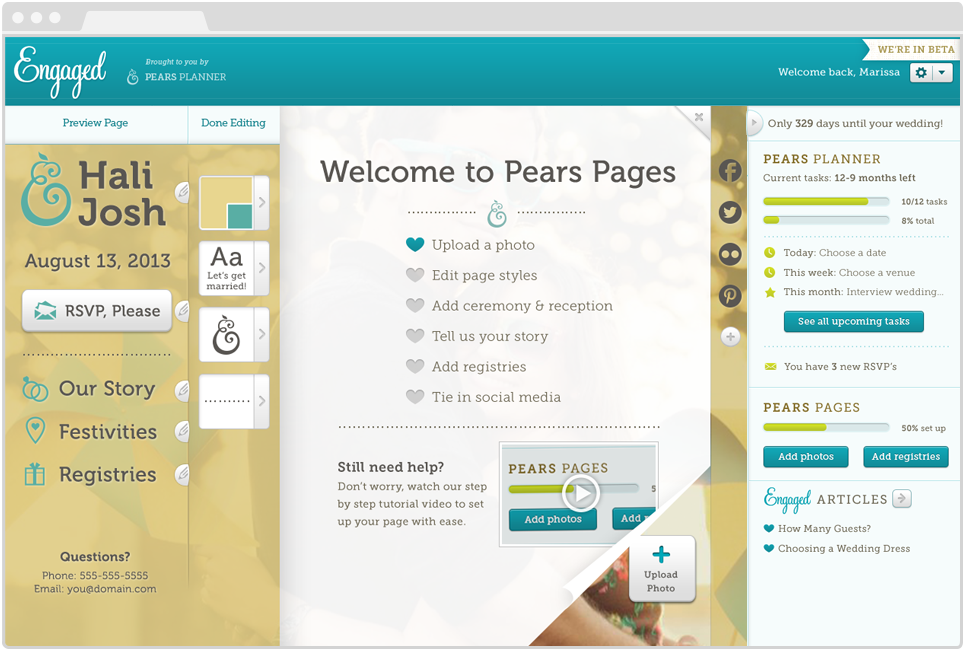 Engaged
Brought to you by
PEARS PLANNER
WE'RE IN BETA
Welcome back, Marissa
Preview Page
Done Editing
Hali
& Josh
August 13, 2013
RSVP, Please
Our Story
Festivities
Registries
Questions?
Phone: 555-555-5555
Email: you@domain.com
Aa
Let's get
married!
&
Welcome to Pears Pages
&
Upload a photo
Edit page styles
Add ceremony & reception
Tell us your story
Add registries
Tie in social media
Still need help?
Don't worry, watch our step
by step tutorial video to set
up your page with ease.
PEARS PAGES
5
Add photos
Add
Upload
Photo
Only 329 days until your wedding!
PEARS PLANNER
Current tasks: 12-9 months left
10/12 tasks
8% total
Today: Choose a date
This week: Choose a venue
This month: Interview wedding...
See all upcoming tasks
You have 3 new RSVP's
PEARS PAGES
50% set up
Add photos
Add registries
Engaged ARTICLES
How Many Guests?
Choosing a Wedding Dress